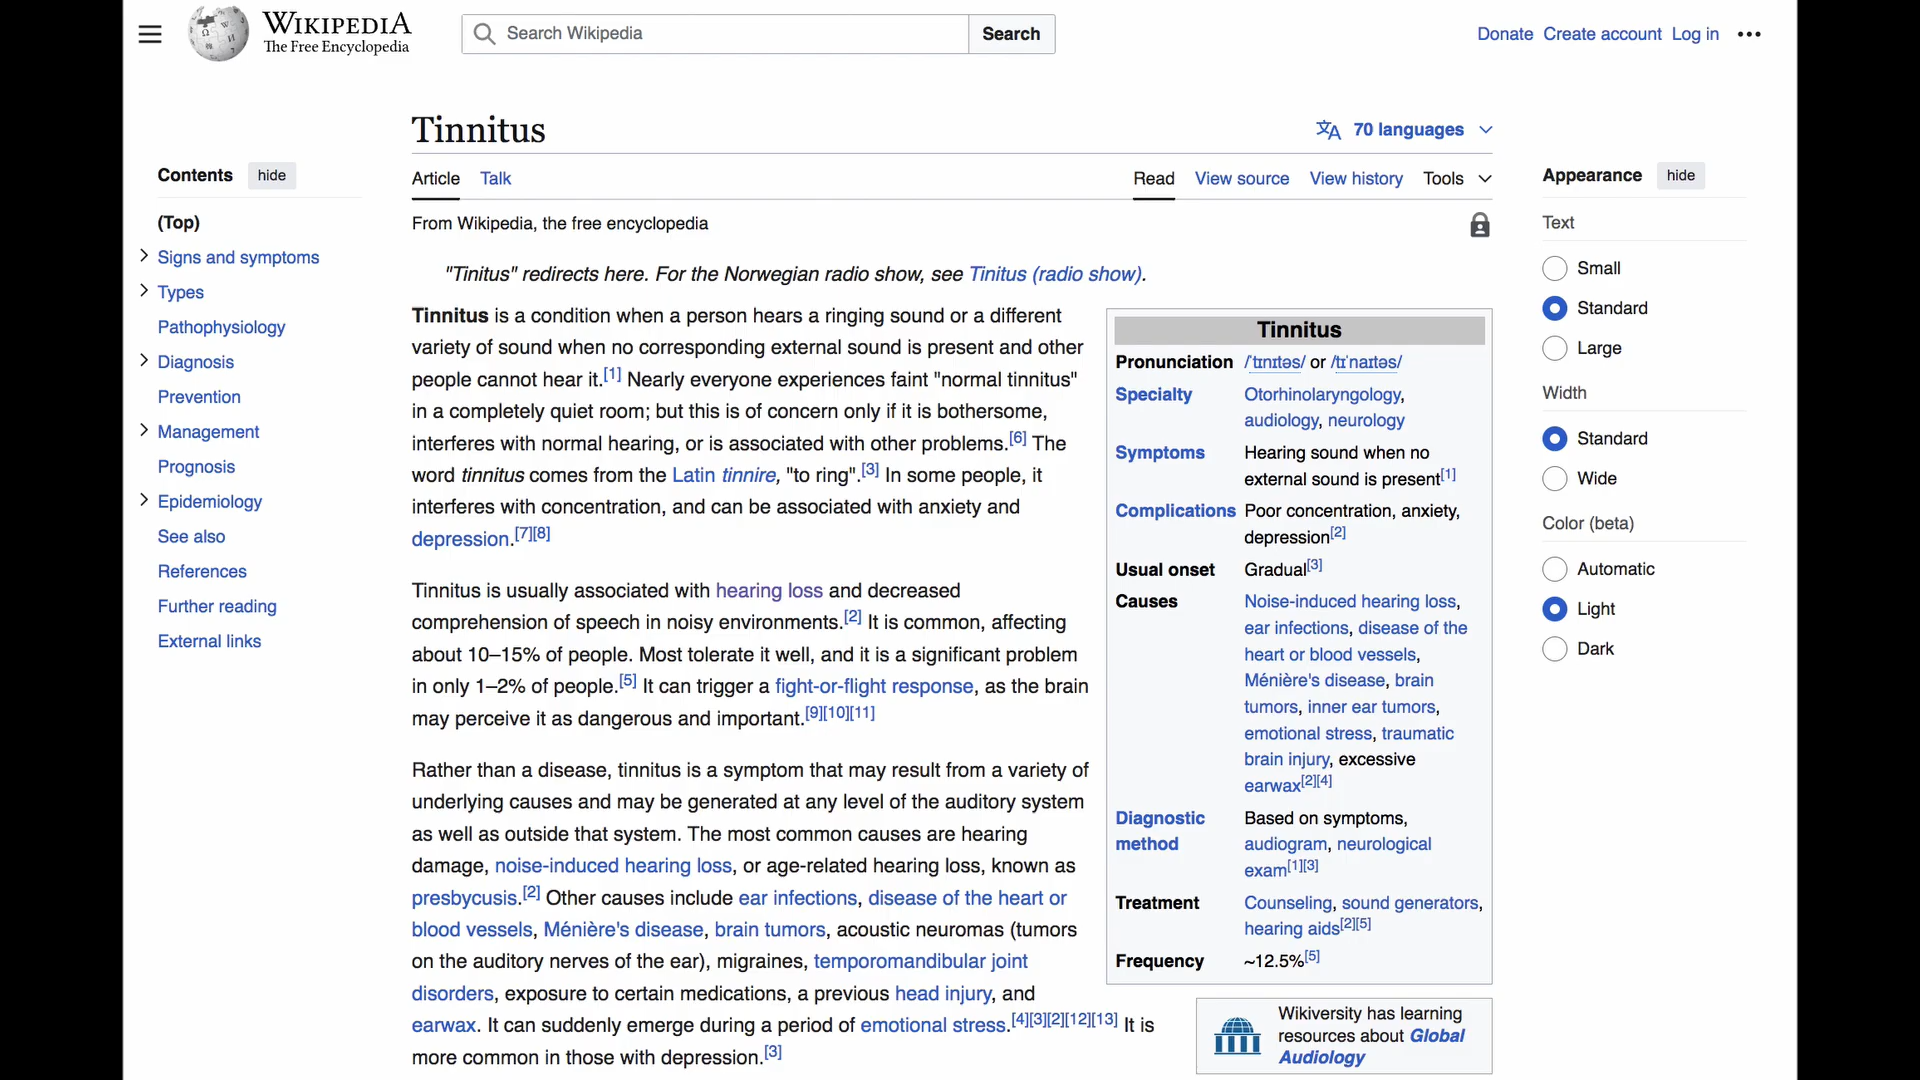 WIKIPEDIA
The Free Encyclopedia
Search Wikipedia
Search
Donate Create account Log in
Tinnitus
70 languages
Contents hide
(Top)
Signs and symptoms
Types
Pathophysiology
Diagnosis
Prevention
Management
Prognosis
Epidemiology
See also
References
Further reading
External links
Article Talk
Read View source View history Tools
From Wikipedia, the free encyclopedia
"Tinitus" redirects here. For the Norwegian radio show, see Tinitus (radio show).
Tinnitus is a condition when a person hears a ringing sound or a different
variety of sound when no corresponding external sound is present and other
people cannot hear it.[1] Nearly everyone experiences faint "normal tinnitus"
in a completely quiet room; but this is of concern only if it is bothersome,
interferes with normal hearing, or is associated with other problems.[6] The
word tinnitus comes from the Latin tinnire, "to ring".[3] In some people, it
interferes with concentration, and can be associated with anxiety and
depression.[7][8]
Tinnitus is usually associated with hearing loss and decreased
comprehension of speech in noisy environments.[2] It is common, affecting
about 10–15% of people. Most tolerate it well, and it is a significant problem
in only 1–2% of people.[5] It can trigger a fight-or-flight response, as the brain
may perceive it as dangerous and important.[9][10][11]
Rather than a disease, tinnitus is a symptom that may result from a variety of
underlying causes and may be generated at any level of the auditory system
as well as outside that system. The most common causes are hearing
damage, noise-induced hearing loss, or age-related hearing loss, known as
presbycusis.[2] Other causes include ear infections, disease of the heart or
blood vessels, Ménière's disease, brain tumors, acoustic neuromas (tumors
on the auditory nerves of the ear), migraines, temporomandibular joint
disorders, exposure to certain medications, a previous head injury, and
earwax. It can suddenly emerge during a period of emotional stress.[4][3][2][12][13] It is
more common in those with depression.[3]
Tinnitus
Pronunciation /ˈtɪnɪtəs/ or /tɪˈnaɪtəs/
Specialty Otorhinolaryngology,
audiology, neurology
Symptoms Hearing sound when no
external sound is present[1]
Complications Poor concentration, anxiety,
depression[2]
Usual onset Gradual[3]
Causes Noise-induced hearing loss,
ear infections, disease of the
heart or blood vessels,
Ménière's disease, brain
tumors, inner ear tumors,
emotional stress, traumatic
brain injury, excessive
earwax[2][4]
Diagnostic Based on symptoms,
method audiogram, neurological
exam[1][3]
Treatment Counseling, sound generators,
hearing aids[2][5]
Frequency ~12.5%[5]
Wikiversity has learning
resources about Global
Audiology
Appearance hide
Text
Small
Standard
Large
Width
Standard
Wide
Color (beta)
Automatic
Light
Dark